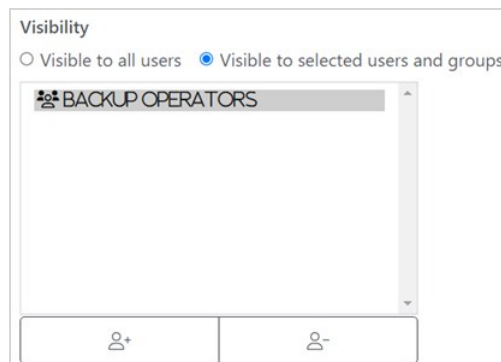 Visibility
Visible to all users Visible to selected users and groups
BACKUP OPERATORS